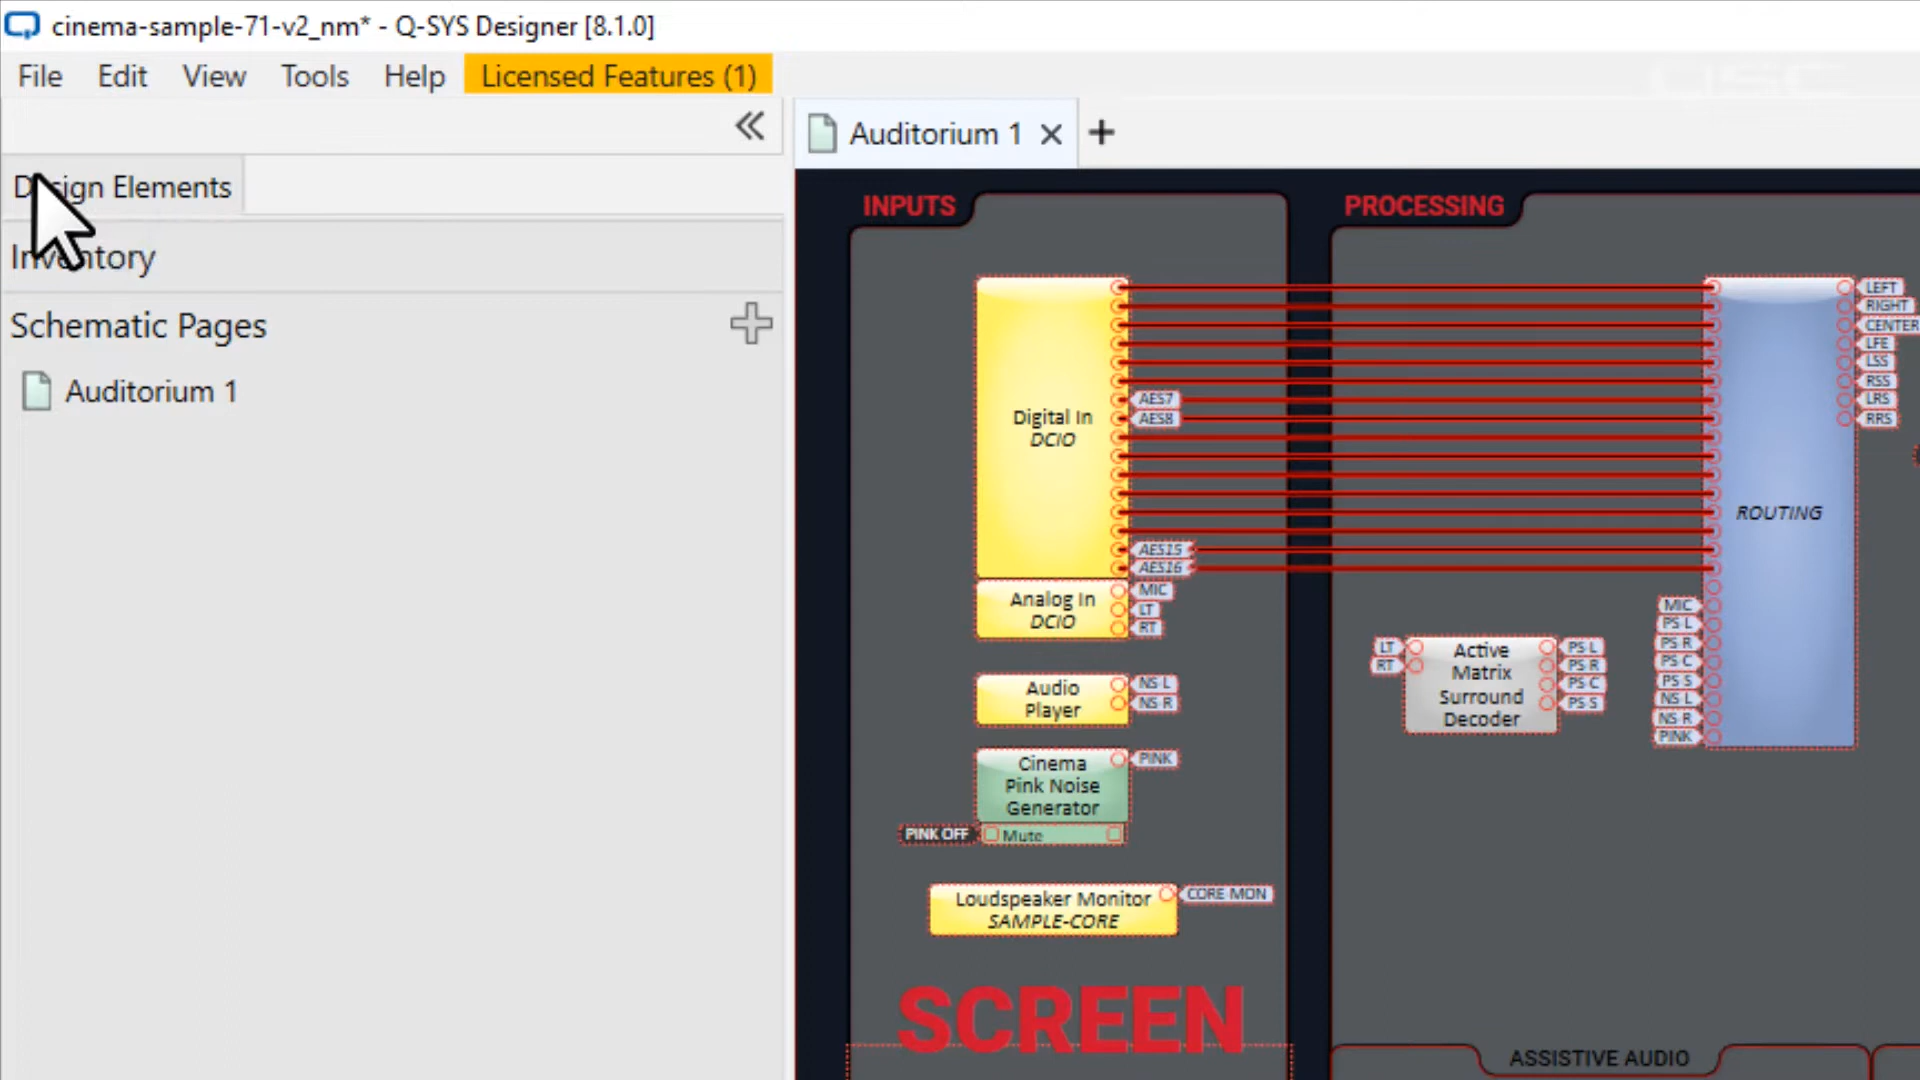 cinema-sample-71-v2_nm* - Q-SYS Designer [8.1.0]
File Edit View Tools Help Licensed Features (1)
QSC
Auditorium 1
Design Elements
Inventory
Schematic Pages
Auditorium 1
INPUTS
Digital In
DCIO
AES7
AES8
AES15
AES16
Analog In
DCIO
MIC
LT
RT
Audio
Player
NS L
NS R
Cinema
Pink Noise
Generator
PINK
PINK OFF
Mute
Loudspeaker Monitor
SAMPLE-CORE
CORE MON
SCREEN
PROCESSING
LT
RT
Active
Matrix
Surround
Decoder
PS L
PS R
PS C
PS S
MIC
PS L
PS R
PS C
PS S
NS L
NS R
PINK
ROUTING
LEFT
RIGHT
CENTER
LFE
LSS
RSS
LRS
RRS
ASSISTIVE AUDIO